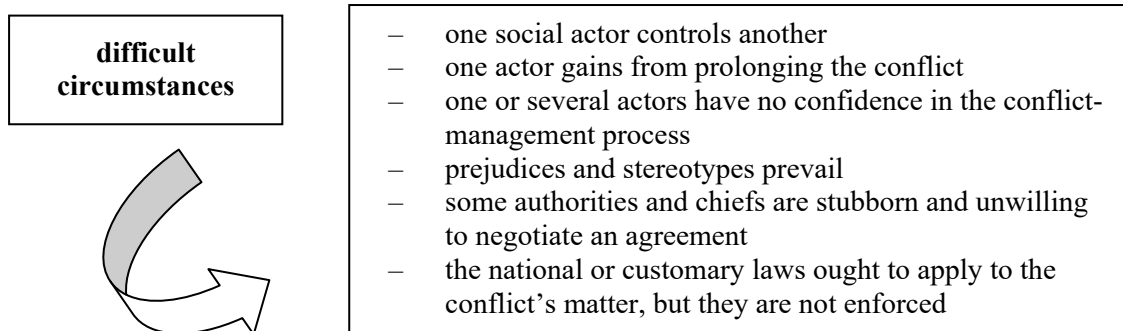 difficult
circumstances
– one social actor controls another
– one actor gains from prolonging the conflict
– one or several actors have no confidence in the conflict-
management process
– prejudices and stereotypes prevail
– some authorities and chiefs are stubborn and unwilling
to negotiate an agreement
– the national or customary laws ought to apply to the
conflict’s matter, but they are not enforced